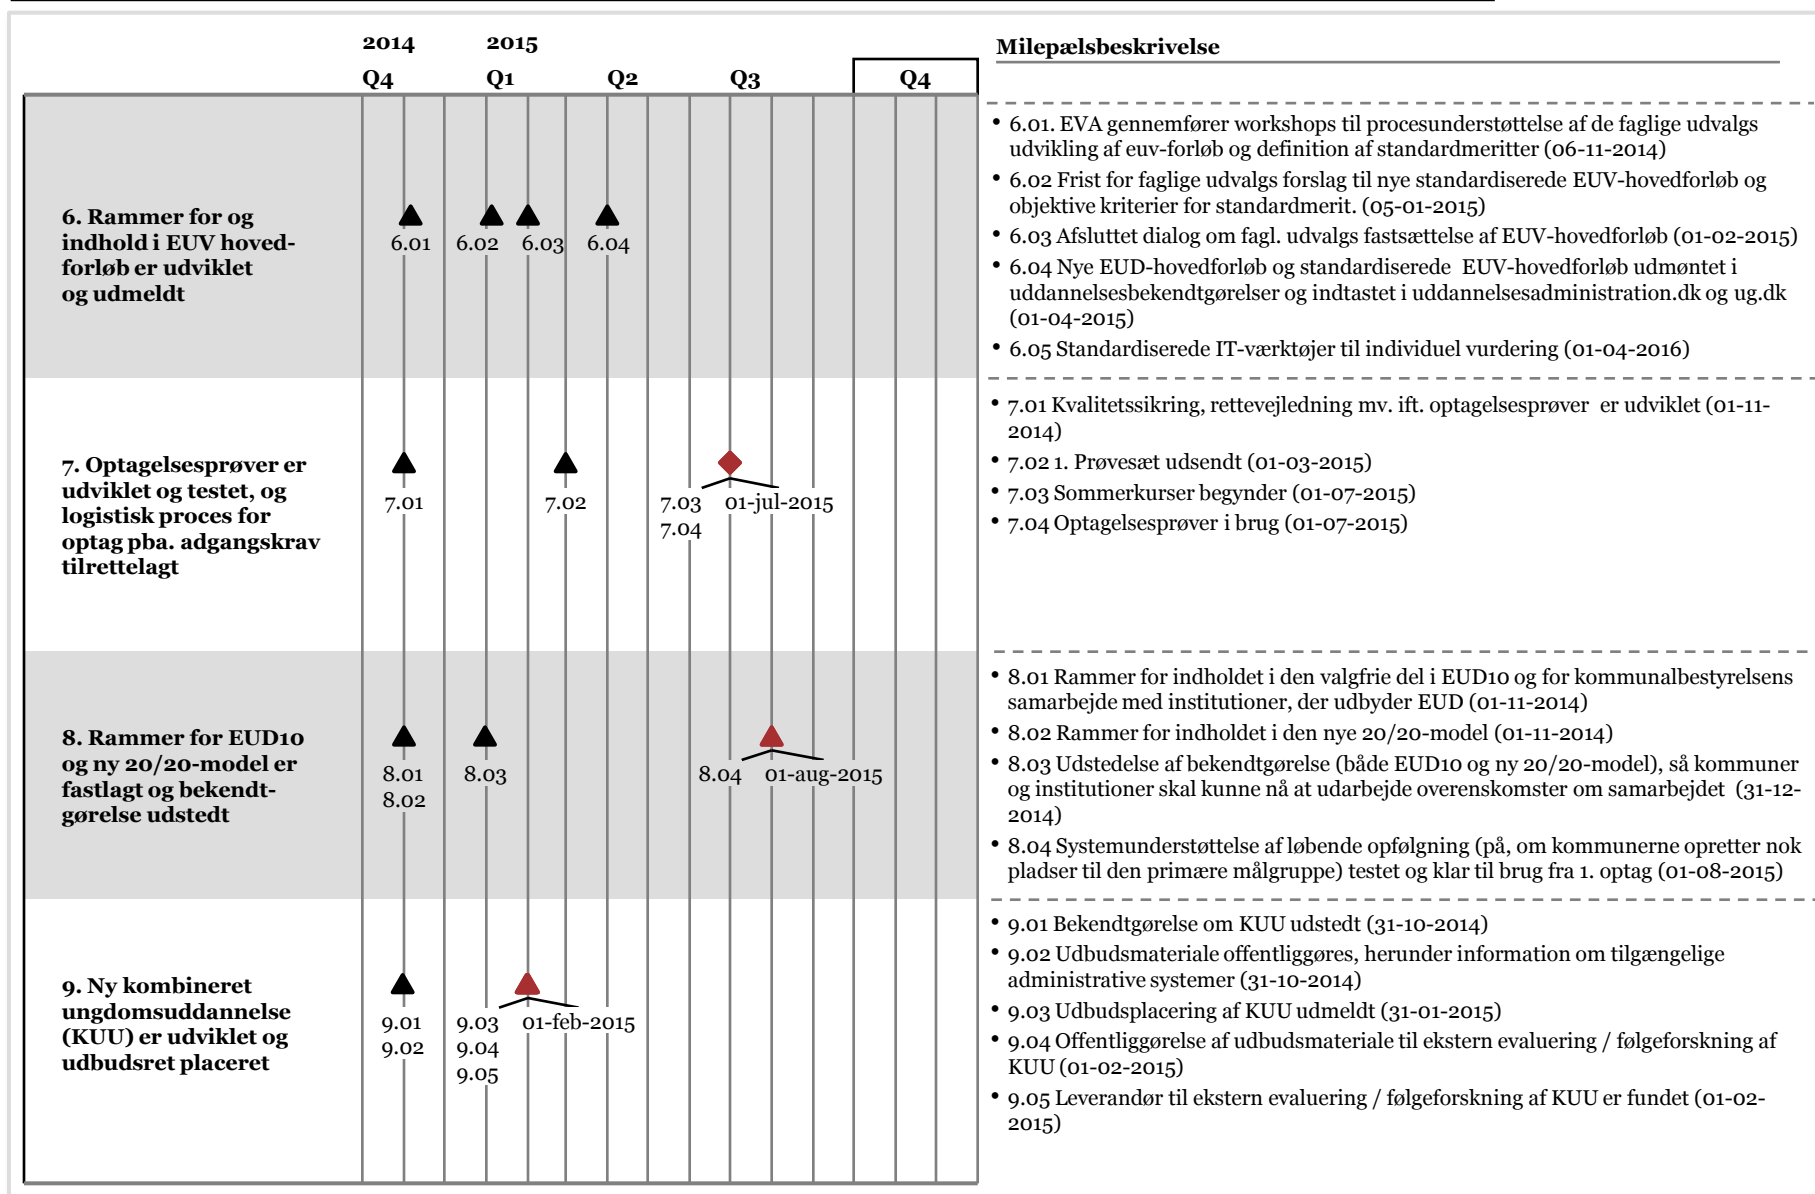 2014 2015
Q4 Q1 Q2 Q3 Q4
Milepælsbeskrivelse
6. Rammer for og
indhold i EUV hoved-
forløb er udviklet
og udmeldt
6.01 6.02 6.03 6.04
• 6.01. EVA gennemfører workshops til procesunderstøttelse af de faglige udvalgs
udvikling af euv-forløb og definition af standardmeritter (06-11-2014)
• 6.02 Frist for faglige udvalgs forslag til nye standardiserede EUV-hovedforløb og
objektive kriterier for standardmerit. (05-01-2015)
• 6.03 Afsluttet dialog om fagl. udvalgs fastsættelse af EUV-hovedforløb (01-02-2015)
• 6.04 Nye EUD-hovedforløb og standardiserede EUV-hovedforløb udmøntet i
uddannelsesbekendtgørelser og indtastet i uddannelsesadministration.dk og ug.dk
(01-04-2015)
• 6.05 Standardiserede IT-værktøjer til individuel vurdering (01-04-2016)
7. Optagelsesprøver er
udviklet og testet, og
logistisk proces for
optag pba. adgangskrav
tilrettelagt
7.01 7.02 7.03 01-jul-2015
7.04
• 7.01 Kvalitetssikring, rettevejledning mv. ift. optagelsesprøver er udviklet (01-11-
2014)
• 7.02 1. Prøvesæt udsendt (01-03-2015)
• 7.03 Sommerkurser begynder (01-07-2015)
• 7.04 Optagelsesprøver i brug (01-07-2015)
8. Rammer for EUD10
og ny 20/20-model er
fastlagt og bekendt-
gørelse udstedt
8.01 8.03 8.04 01-aug-2015
8.02
• 8.01 Rammer for indholdet i den valgfrie del i EUD10 og for kommunalbestyrelsens
samarbejde med institutioner, der udbyder EUD (01-11-2014)
• 8.02 Rammer for indholdet i den nye 20/20-model (01-11-2014)
• 8.03 Udstedelse af bekendtgørelse (både EUD10 og ny 20/20-model), så kommuner
og institutioner skal kunne nå at udarbejde overenskomster om samarbejdet (31-12-
2014)
• 8.04 Systemunderstøttelse af løbende opfølgning (på, om kommunerne opretter nok
pladser til den primære målgruppe) testet og klar til brug fra 1. optag (01-08-2015)
9. Ny kombineret
ungdomsuddannelse
(KUU) er udviklet og
udbudsret placeret
9.01 9.03 01-feb-2015
9.02 9.04
9.05
• 9.01 Bekendtgørelse om KUU udstedt (31-10-2014)
• 9.02 Udbudsmateriale offentliggøres, herunder information om tilgængelige
administrative systemer (31-10-2014)
• 9.03 Udbudsplacering af KUU udmeldt (31-01-2015)
• 9.04 Offentliggørelse af udbudsmateriale til ekstern evaluering / følgeforskning af
KUU (01-02-2015)
• 9.05 Leverandør til ekstern evaluering / følgeforskning af KUU er fundet (01-02-
2015)